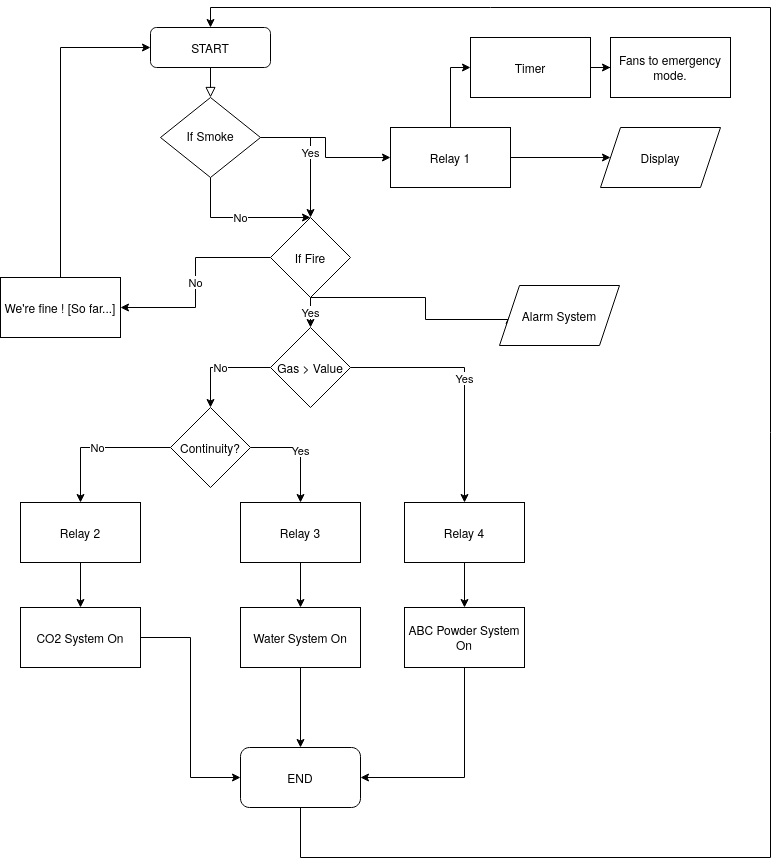 START
Timer
Fans to emergency
mode.
If Smoke
Yes
Relay 1
Display
No
If Fire
No
We're fine ! [So far...]
Yes
Alarm System
No
Gas > Value
Yes
No
Continuity?
Yes
Relay 2
Relay 3
Relay 4
CO2 System On
Water System On
ABC Powder System
On
END